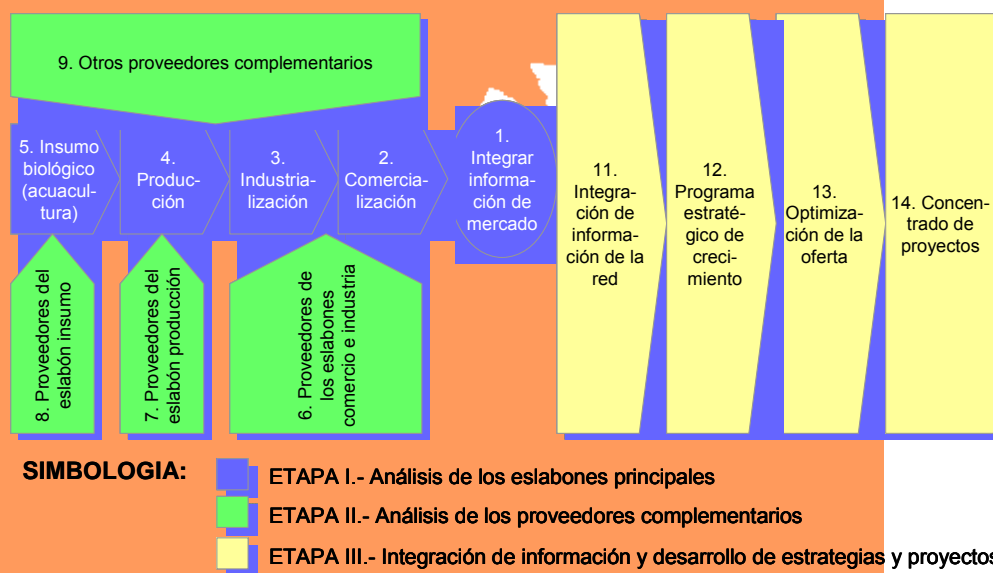 9. Otros proveedores complementarios
5. Insumo
biológico
(acuacul-
tura)
4.
Produc-
ción
3.
Industria-
lización
2.
Comercia-
lización
1.
Integrar
informa-
ción de
mercado
11.
Integra-
ción de
informa-
ción de la
red
12.
Programa
estraté-
gico de
creci-
miento
13.
Optimiza-
ción de la
oferta
14. Concen-
trado de
proyectos
8. Proveedores del
eslabón insumo
7. Proveedores del
eslabón producción
6. Proveedores de
los eslabones
comercio e industria
SIMBOLOGIA:
ETAPA I.- Análisis de los eslabones principales
ETAPA II.- Análisis de los proveedores complementarios
ETAPA III.- Integración de información y desarrollo de estrategias y proyectos